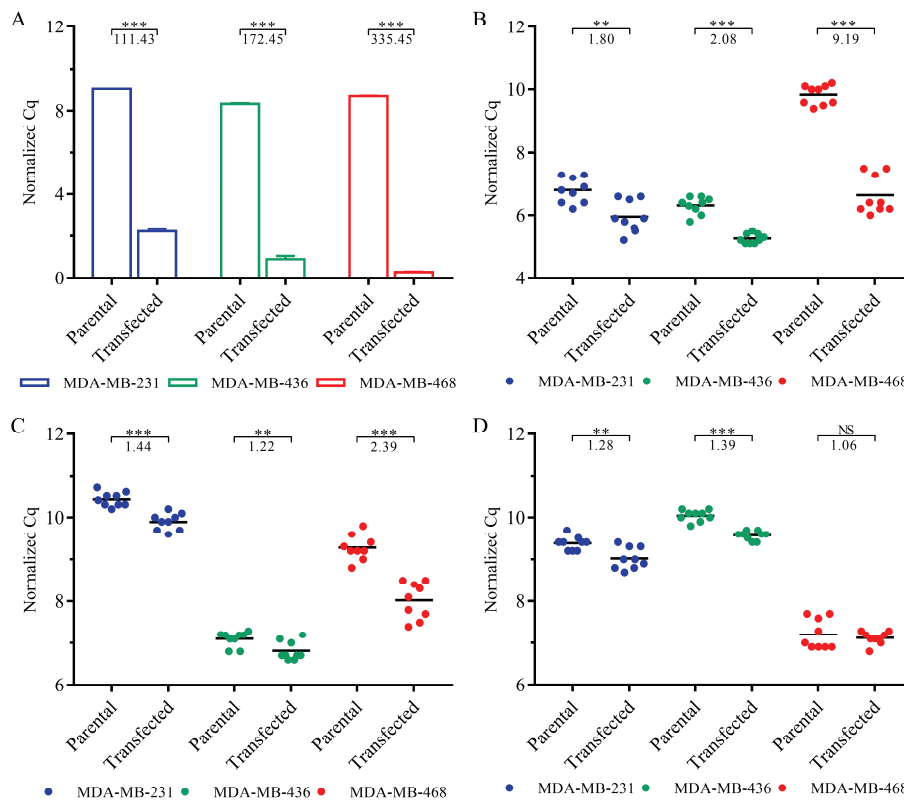 A
*** *** ***
111.43 172.45 335.45
Normalized Cq
12
8
4
0
Parental Transfected Parental Transfected Parental Transfected
MDA-MB-231 MDA-MB-436 MDA-MB-468
B
** *** ***
1.80 2.08 9.19
Normalized Cq
12
10
8
6
4
Parental Transfected Parental Transfected Parental Transfected
MDA-MB-231 MDA-MB-436 MDA-MB-468
C
*** ** ***
1.44 1.22 2.39
Normalized Cq
12
10
8
6
Parental Transfected Parental Transfected Parental Transfected
MDA-MB-231 MDA-MB-436 MDA-MB-468
D
** *** NS
1.28 1.39 1.06
Normalized Cq
12
10
8
6
Parental Transfected Parental Transfected Parental Transfected
MDA-MB-231 MDA-MB-436 MDA-MB-468